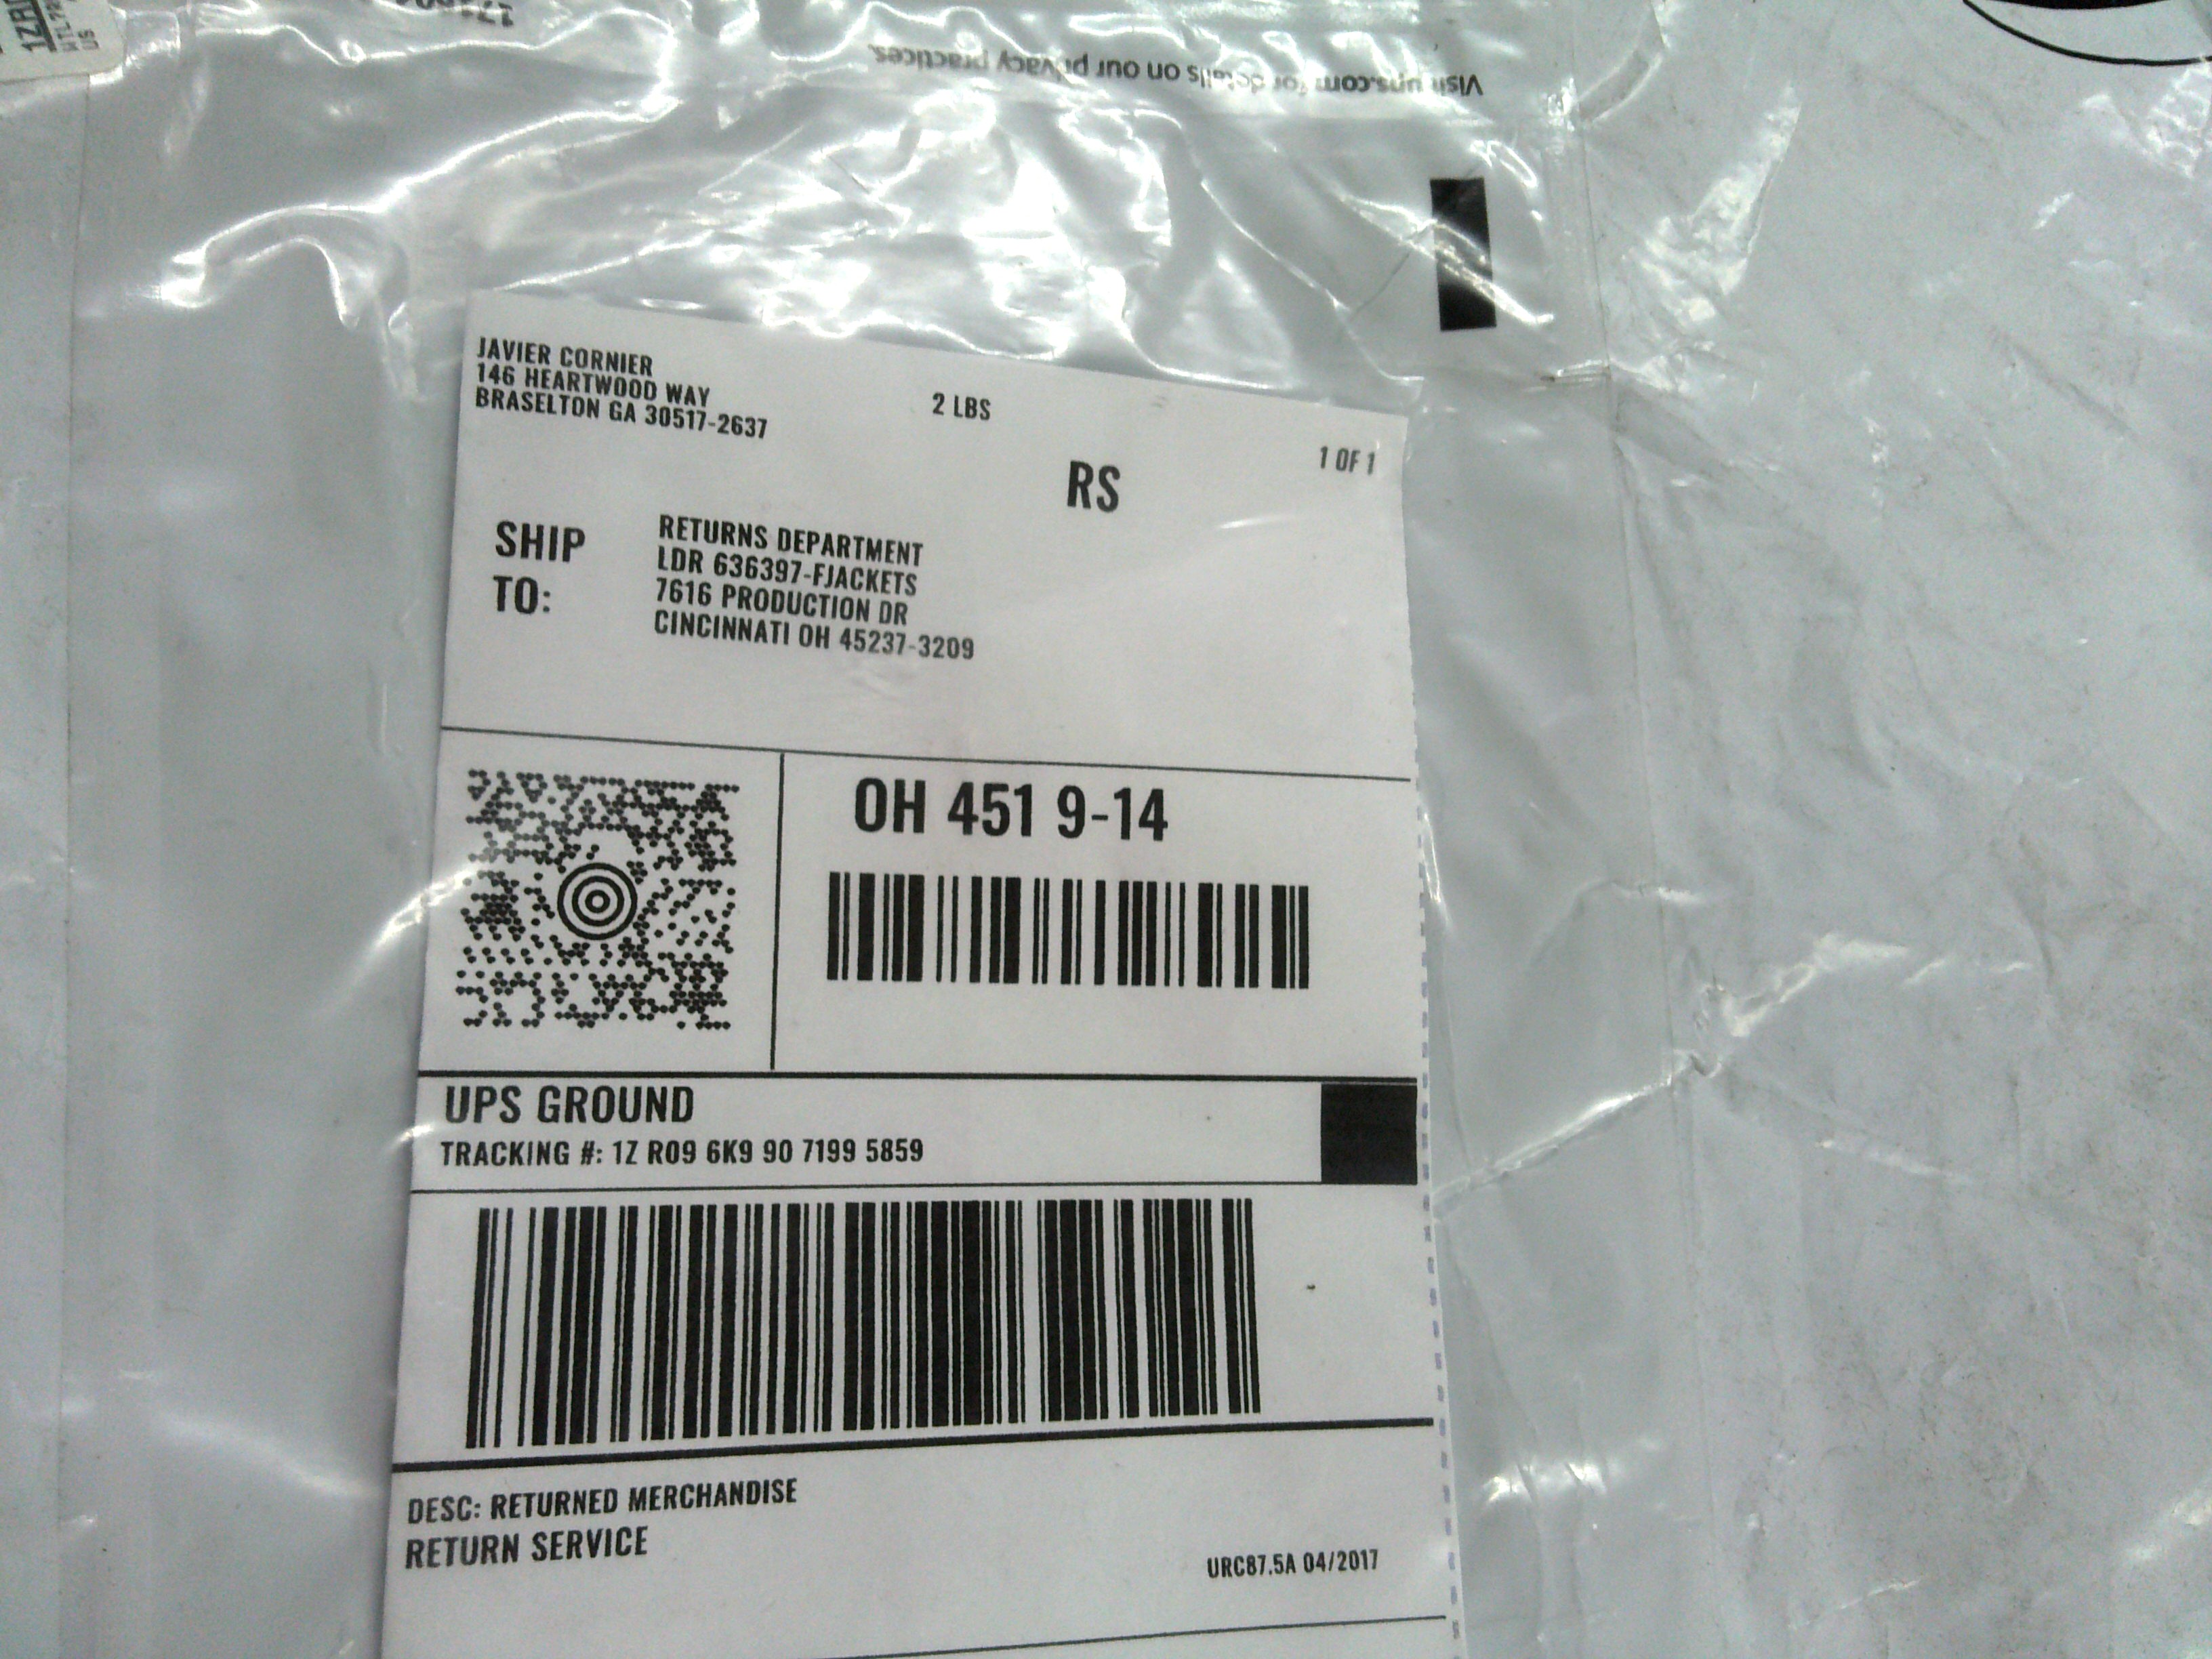 Visit ups.com for details on our privacy practices.
JAVIER CORNIER
146 HEARTWOOD WAY
BRASELTON GA 30517-2637
2 LBS
1 OF 1
RS
SHIP
TO:
RETURNS DEPARTMENT
LDR 636397-FJACKETS
7616 PRODUCTION DR
CINCINNATI OH 45237-3209
OH 451 9-14
UPS GROUND
TRACKING #: 1Z R09 6K9 90 7199 5859
DESC: RETURNED MERCHANDISE
RETURN SERVICE
URC87.5A 04/2017
US